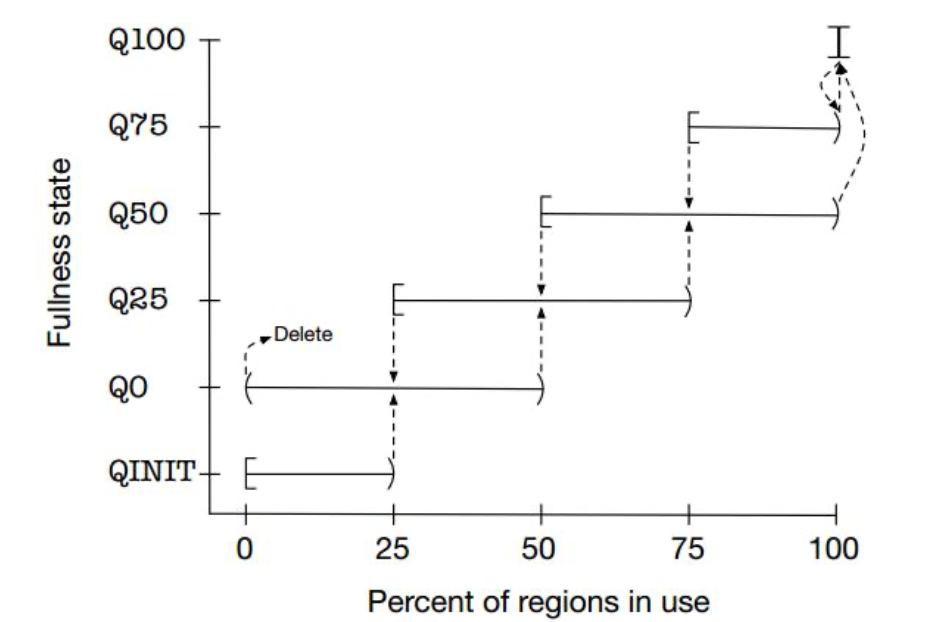 Q100
Q75
Q50
Q25
Q0
QINIT
Fullness state
Delete
0 25 50 75 100
Percent of regions in use